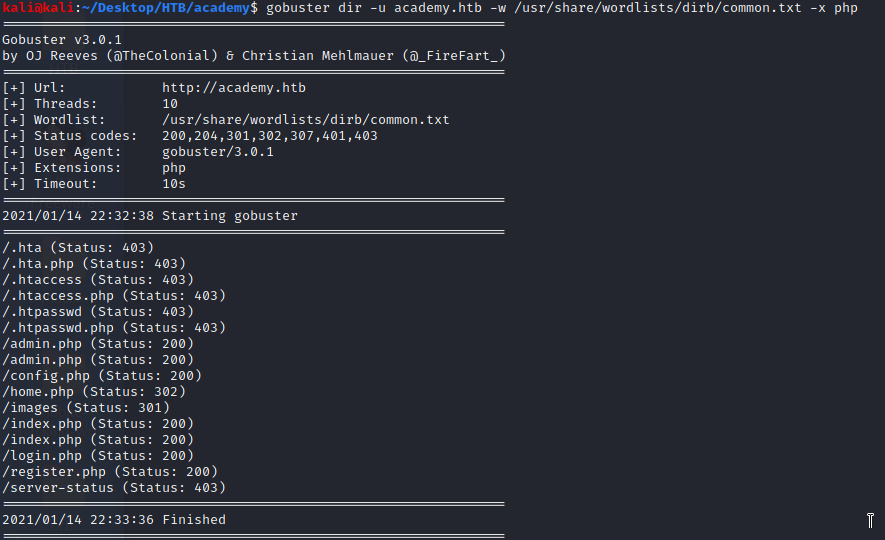 kali@kali:~/Desktop/HTB/academy$ gobuster dir -u academy.htb -w /usr/share/wordlists/dirb/common.txt -x php
===============================================================
Gobuster v3.0.1
by OJ Reeves (@TheColonial) & Christian Mehlmauer (@_FireFart_)
===============================================================
[+] Url:            http://academy.htb
[+] Threads:        10
[+] Wordlist:       /usr/share/wordlists/dirb/common.txt
[+] Status codes:   200,204,301,302,307,401,403
[+] User Agent:     gobuster/3.0.1
[+] Extensions:     php
[+] Timeout:        10s
===============================================================
2021/01/14 22:32:38 Starting gobuster
===============================================================
/.hta (Status: 403)
/.hta.php (Status: 403)
/.htaccess (Status: 403)
/.htaccess.php (Status: 403)
/.htpasswd (Status: 403)
/.htpasswd.php (Status: 403)
/admin.php (Status: 200)
/admin.php (Status: 200)
/config.php (Status: 200)
/home.php (Status: 302)
/images (Status: 301)
/index.php (Status: 200)
/index.php (Status: 200)
/login.php (Status: 200)
/register.php (Status: 200)
/server-status (Status: 403)
===============================================================
2021/01/14 22:33:36 Finished
===============================================================